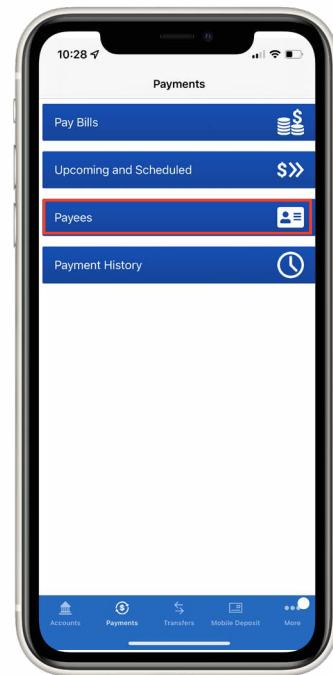 10:28
Payments
Pay Bills
Upcoming and Scheduled
Payees
Payment History
Accounts Payments Transfers Mobile Deposit More